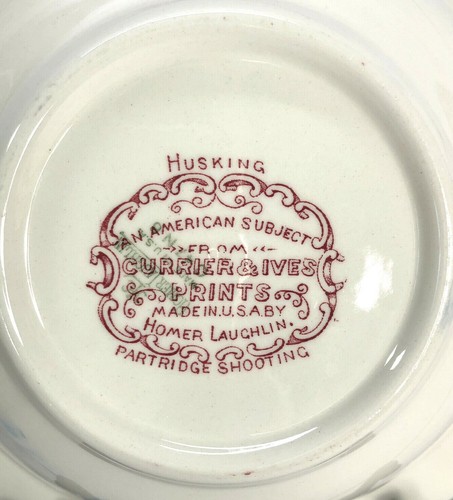 HUSKING
AN AMERICAN SUBJECT
FROM
CURRIER & IVES
PRINTS
MADE IN U.S.A. BY
HOMER LAUGHLIN.
PARTRIDGE SHOOTING